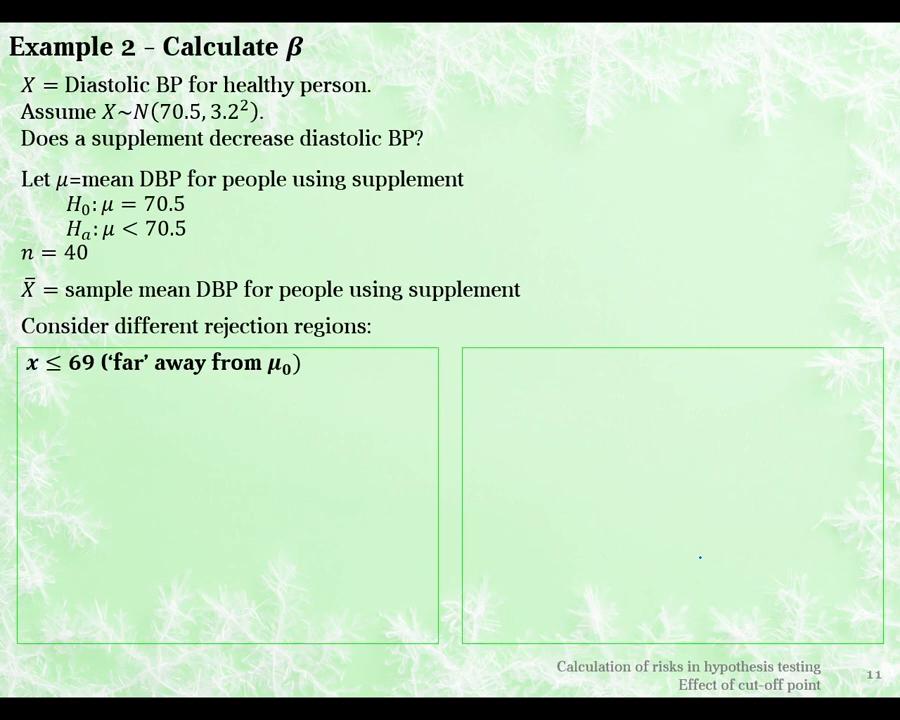 Example 2 – Calculate β
X = Diastolic BP for healthy person.
Assume X~N(70.5, 3.2²).
Does a supplement decrease diastolic BP?
Let μ=mean DBP for people using supplement
H₀: μ = 70.5
Hₐ: μ < 70.5
n = 40
X̄ = sample mean DBP for people using supplement
Consider different rejection regions:
x ≤ 69 (‘far’ away from μ₀)
Calculation of risks in hypothesis testing
Effect of cut-off point
11